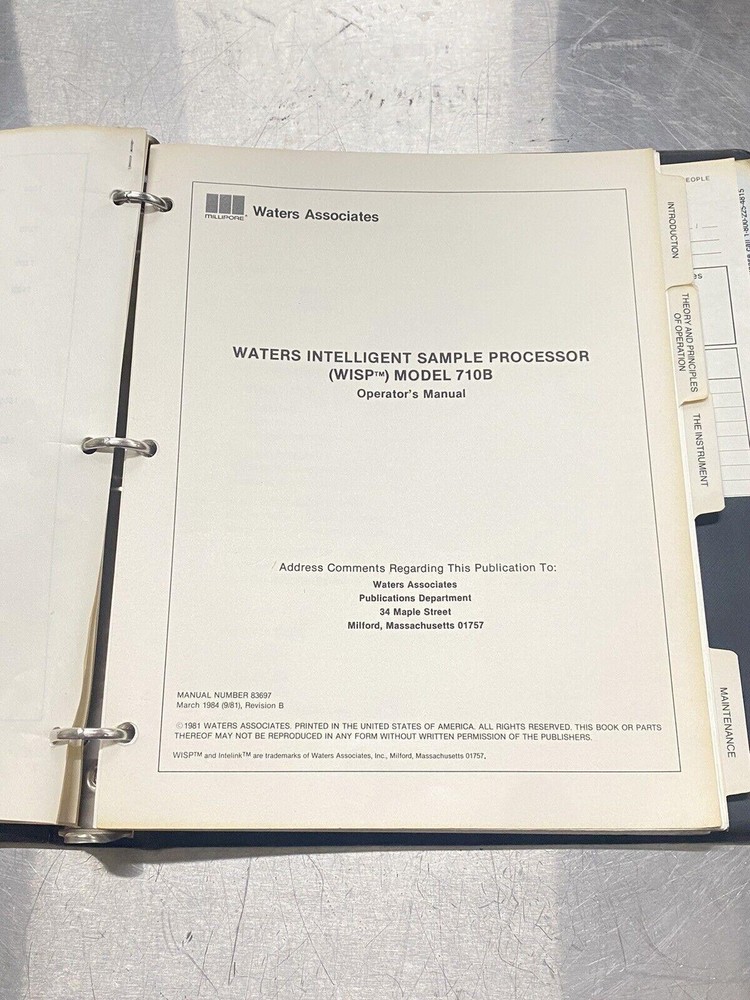 MILLIPORE
Waters Associates
WATERS INTELLIGENT SAMPLE PROCESSOR
(WISP™) MODEL 710B
Operator's Manual
Address Comments Regarding This Publication To:
Waters Associates
Publications Department
34 Maple Street
Milford, Massachusetts 01757
MANUAL NUMBER 83697
March 1984 (9/81), Revision B
©1981 WATERS ASSOCIATES. PRINTED IN THE UNITED STATES OF AMERICA. ALL RIGHTS RESERVED. THIS BOOK OR PARTS
THEREOF MAY NOT BE REPRODUCED IN ANY FORM WITHOUT WRITTEN PERMISSION OF THE PUBLISHERS.
WISP™ and Intelink™ are trademarks of Waters Associates, Inc., Milford, Massachusetts 01757.
INTRODUCTION
THEORY AND PRINCIPLES
OF OPERATION
THE INSTRUMENT
MAINTENANCE
EOPLE
1-800-225-4815